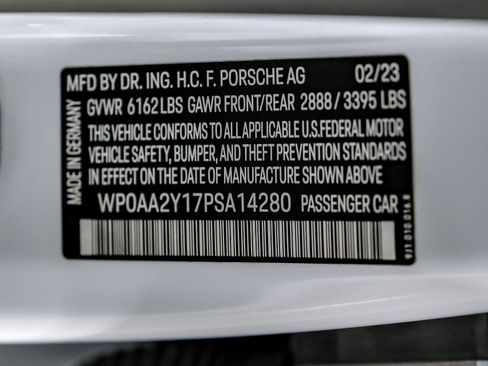 MFD BY DR. ING. H.C. F. PORSCHE AG 02/23
GVWR 6162 LBS GAWR FRONT/REAR 2888 / 3395 LBS
THIS VEHICLE CONFORMS TO ALL APPLICABLE U.S.FEDERAL MOTOR
VEHICLE SAFETY, BUMPER, AND THEFT PREVENTION STANDARDS
IN EFFECT ON THE DATE OF MANUFACTURE SHOWN ABOVE.
WP0AA2Y17PSA14280 PASSENGER CAR
MADE IN GERMANY